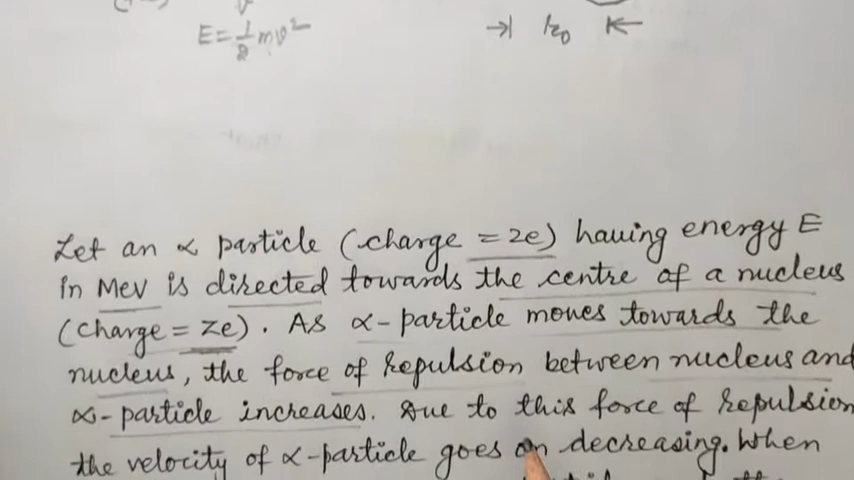 E = 1/2 mv²
→| r₀ |←
Let an α particle (charge = 2e) having energy E
in MeV is directed towards the centre of a nucleus
(charge = Ze). As α-particle moves towards the
nucleus, the force of repulsion between nucleus and
α-particle increases. Due to this force of repulsion
the velocity of α-particle goes on decreasing. When